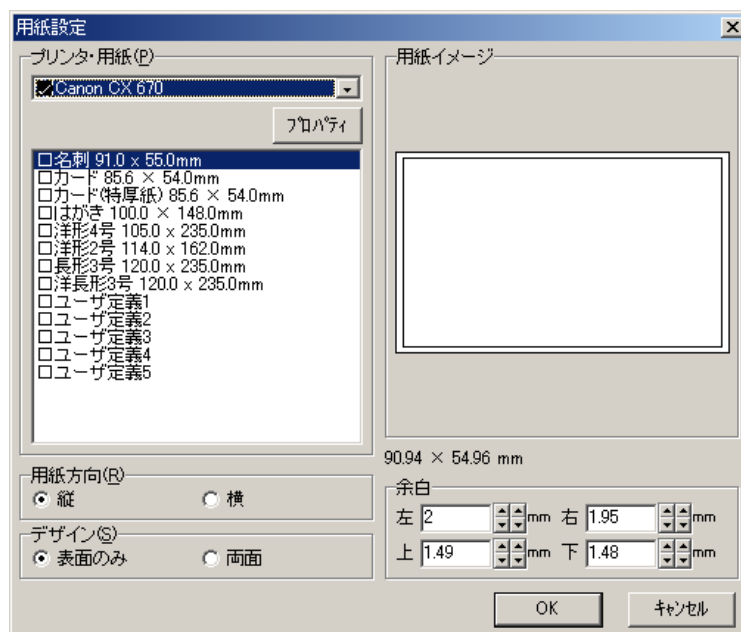 用紙設定
プリンタ・用紙(P)
Canon CX 670
プロパティ
名刺 91.0 x 55.0mm
カード 85.6 × 54.0mm
カード(特厚紙) 85.6 × 54.0mm
はがき 100.0 × 148.0mm
洋形4号 105.0 x 235.0mm
洋形2号 114.0 x 162.0mm
長形3号 120.0 x 235.0mm
洋長形3号 120.0 x 235.0mm
ユーザ定義1
ユーザ定義2
ユーザ定義3
ユーザ定義4
ユーザ定義5
用紙方向(R)
縦 横
デザイン(S)
表面のみ 両面
用紙イメージ
90.94 × 54.96 mm
余白
左 2 mm 右 1.95 mm
上 1.49 mm 下 1.48 mm
OK キャンセル